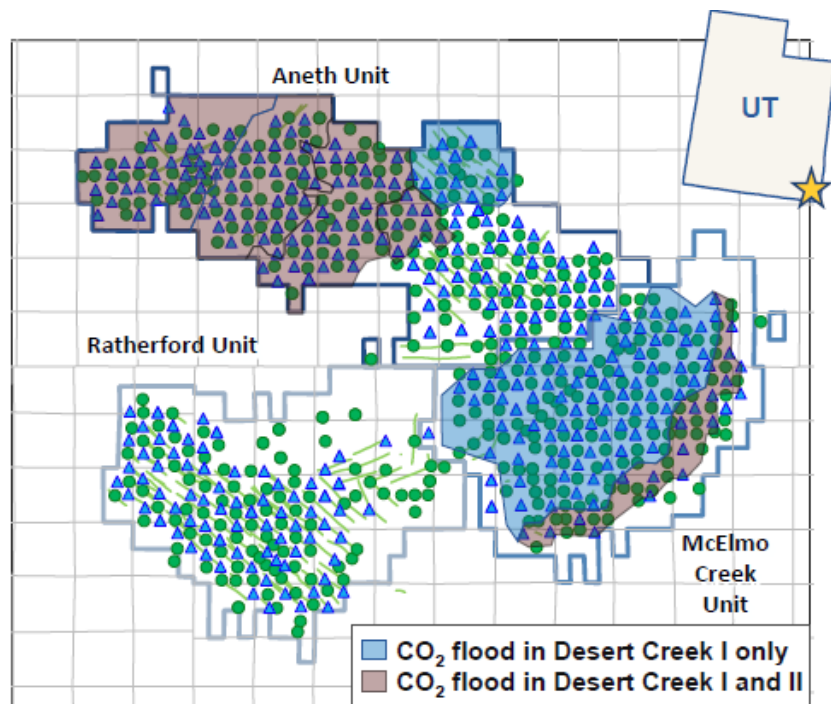 Aneth Unit
UT
Ratherford Unit
McElmo
Creek
Unit
CO₂ flood in Desert Creek I only
CO₂ flood in Desert Creek I and II